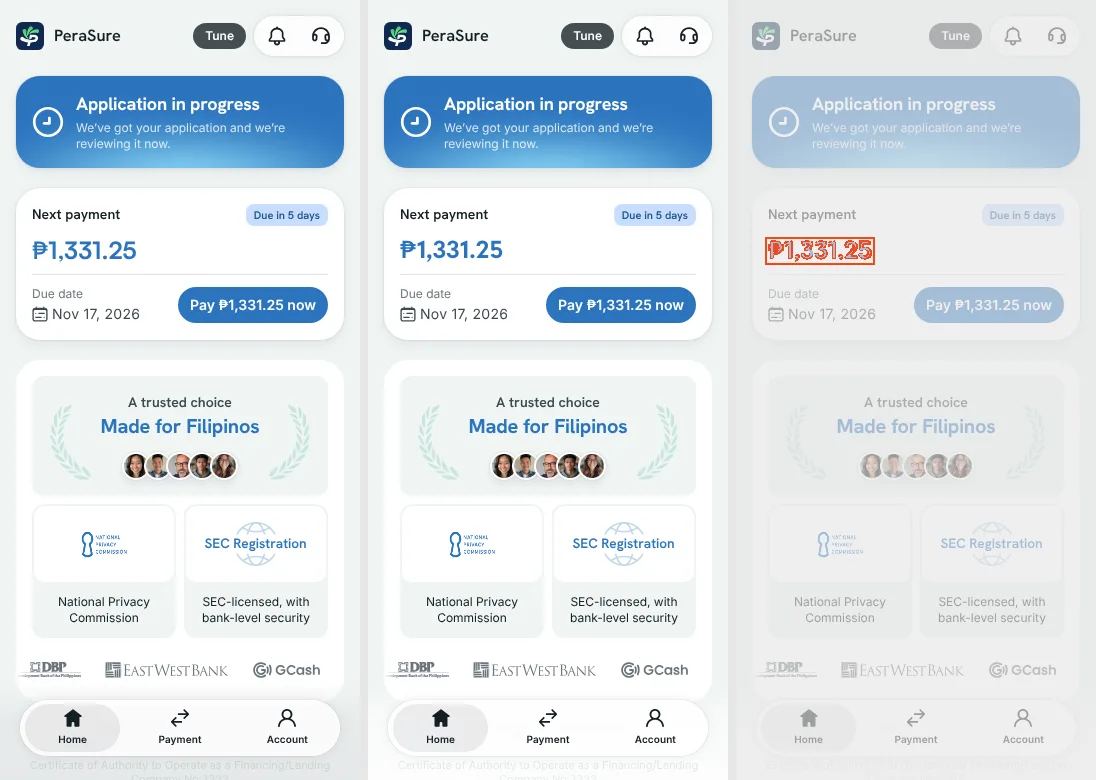 PeraSure
Tune
Application in progress
We've got your application and we're
reviewing it now.
Next payment
Due in 5 days
₱1,331.25
Due date
Nov 17, 2026
Pay ₱1,331.25 now
A trusted choice
Made for Filipinos
NATIONAL
PRIVACY
COMMISSION
SEC Registration
National Privacy
Commission
SEC-licensed, with
bank-level security
DBP
EASTWESTBANK
GCash
Home
Payment
Account
Certificate of Authority to Operate as a Financing/Lending
PeraSure
Tune
Application in progress
We've got your application and we're
reviewing it now.
Next payment
Due in 5 days
₱1,331.25
Due date
Nov 17, 2026
Pay ₱1,331.25 now
A trusted choice
Made for Filipinos
NATIONAL
PRIVACY
COMMISSION
SEC Registration
National Privacy
Commission
SEC-licensed, with
bank-level security
DBP
EASTWESTBANK
GCash
Home
Payment
Account
Certificate of Authority to Operate as a Financing/Lending
PeraSure
Tune
Application in progress
We've got your application and we're
reviewing it now.
Next payment
Due in 5 days
₱1,331.25
Due date
Nov 17, 2026
Pay ₱1,331.25 now
A trusted choice
Made for Filipinos
NATIONAL
PRIVACY
COMMISSION
SEC Registration
National Privacy
Commission
SEC-licensed, with
bank-level security
DBP
EASTWESTBANK
GCash
Home
Payment
Account
Certificate of Authority to Operate as a Financing/Lending